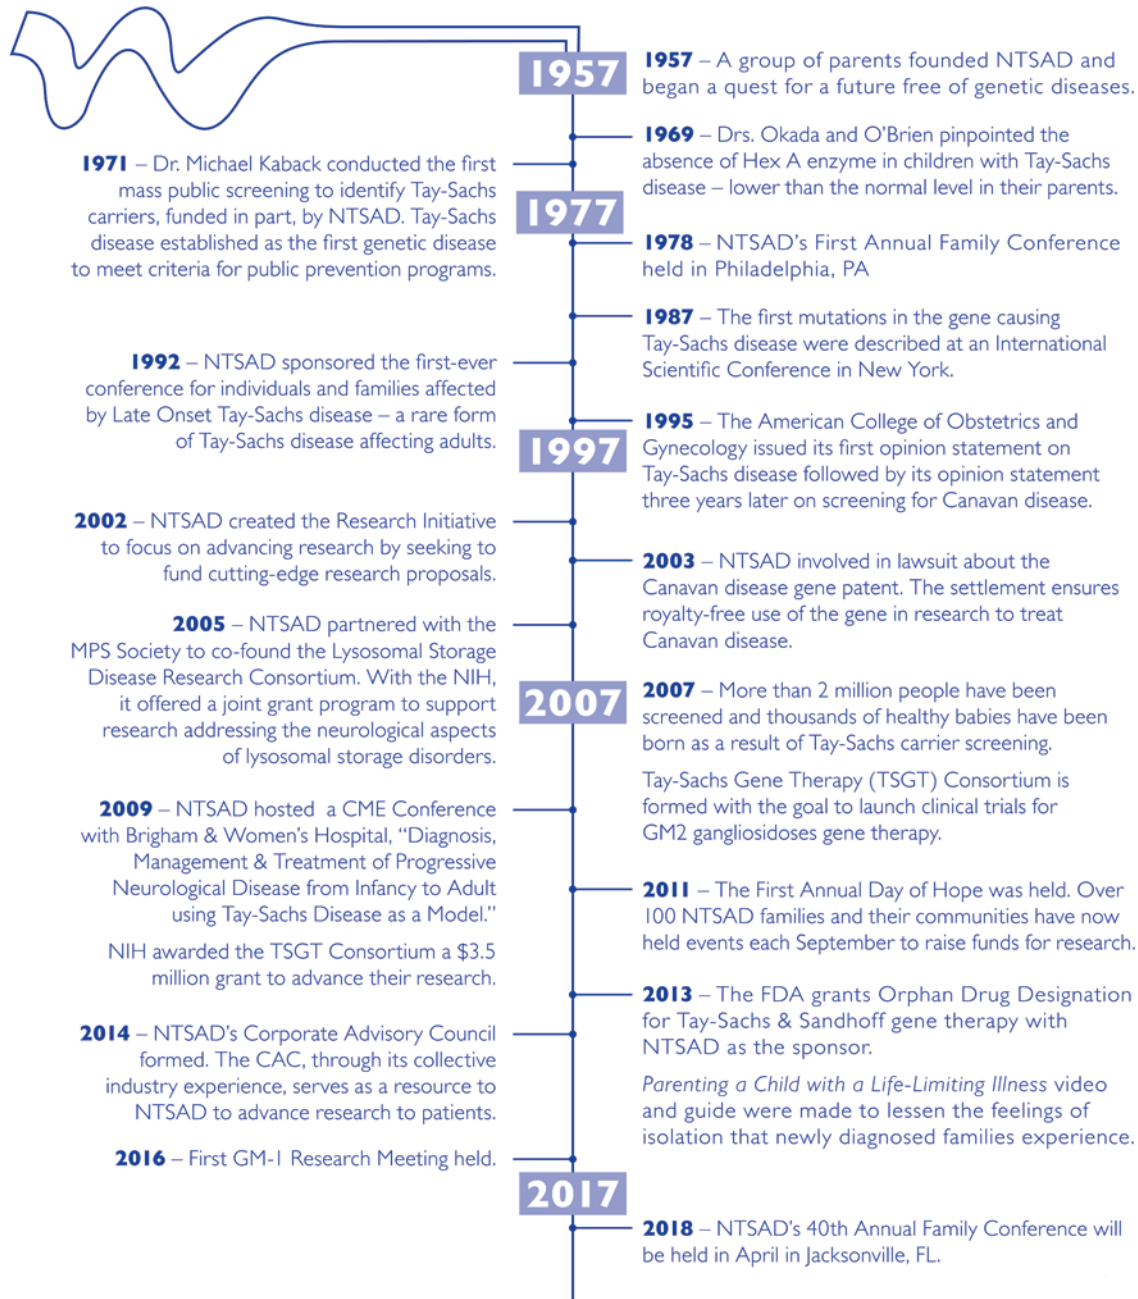 1957
1957 – A group of parents founded NTSAD and
began a quest for a future free of genetic diseases.
1969 – Drs. Okada and O’Brien pinpointed the
absence of Hex A enzyme in children with Tay-Sachs
disease – lower than the normal level in their parents.
1971 – Dr. Michael Kaback conducted the first
mass public screening to identify Tay-Sachs
carriers, funded in part, by NTSAD. Tay-Sachs
disease established as the first genetic disease
to meet criteria for public prevention programs.
1977
1978 – NTSAD’s First Annual Family Conference
held in Philadelphia, PA
1987 – The first mutations in the gene causing
Tay-Sachs disease were described at an International
Scientific Conference in New York.
1992 – NTSAD sponsored the first-ever
conference for individuals and families affected
by Late Onset Tay-Sachs disease – a rare form
of Tay-Sachs disease affecting adults.
1995 – The American College of Obstetrics and
Gynecology issued its first opinion statement on
Tay-Sachs disease followed by its opinion statement
three years later on screening for Canavan disease.
1997
2002 – NTSAD created the Research Initiative
to focus on advancing research by seeking to
fund cutting-edge research proposals.
2003 – NTSAD involved in lawsuit about the
Canavan disease gene patent. The settlement ensures
royalty-free use of the gene in research to treat
Canavan disease.
2005 – NTSAD partnered with the
MPS Society to co-found the Lysosomal Storage
Disease Research Consortium. With the NIH,
it offered a joint grant program to support
research addressing the neurological aspects
of lysosomal storage disorders.
2007
2007 – More than 2 million people have been
screened and thousands of healthy babies have been
born as a result of Tay-Sachs carrier screening.
Tay-Sachs Gene Therapy (TSGT) Consortium is
formed with the goal to launch clinical trials for
GM2 gangliosidoses gene therapy.
2009 – NTSAD hosted a CME Conference
with Brigham & Women’s Hospital, “Diagnosis,
Management & Treatment of Progressive
Neurological Disease from Infancy to Adult
using Tay-Sachs Disease as a Model.”
NIH awarded the TSGT Consortium a $3.5
million grant to advance their research.
2011 – The First Annual Day of Hope was held. Over
100 NTSAD families and their communities have now
held events each September to raise funds for research.
2013 – The FDA grants Orphan Drug Designation
for Tay-Sachs & Sandhoff gene therapy with
NTSAD as the sponsor.
Parenting a Child with a Life-Limiting Illness video
and guide were made to lessen the feelings of
isolation that newly diagnosed families experience.
2014 – NTSAD’s Corporate Advisory Council
formed. The CAC, through its collective
industry experience, serves as a resource to
NTSAD to advance research to patients.
2016 – First GM-1 Research Meeting held.
2017
2018 – NTSAD’s 40th Annual Family Conference will
be held in April in Jacksonville, FL.